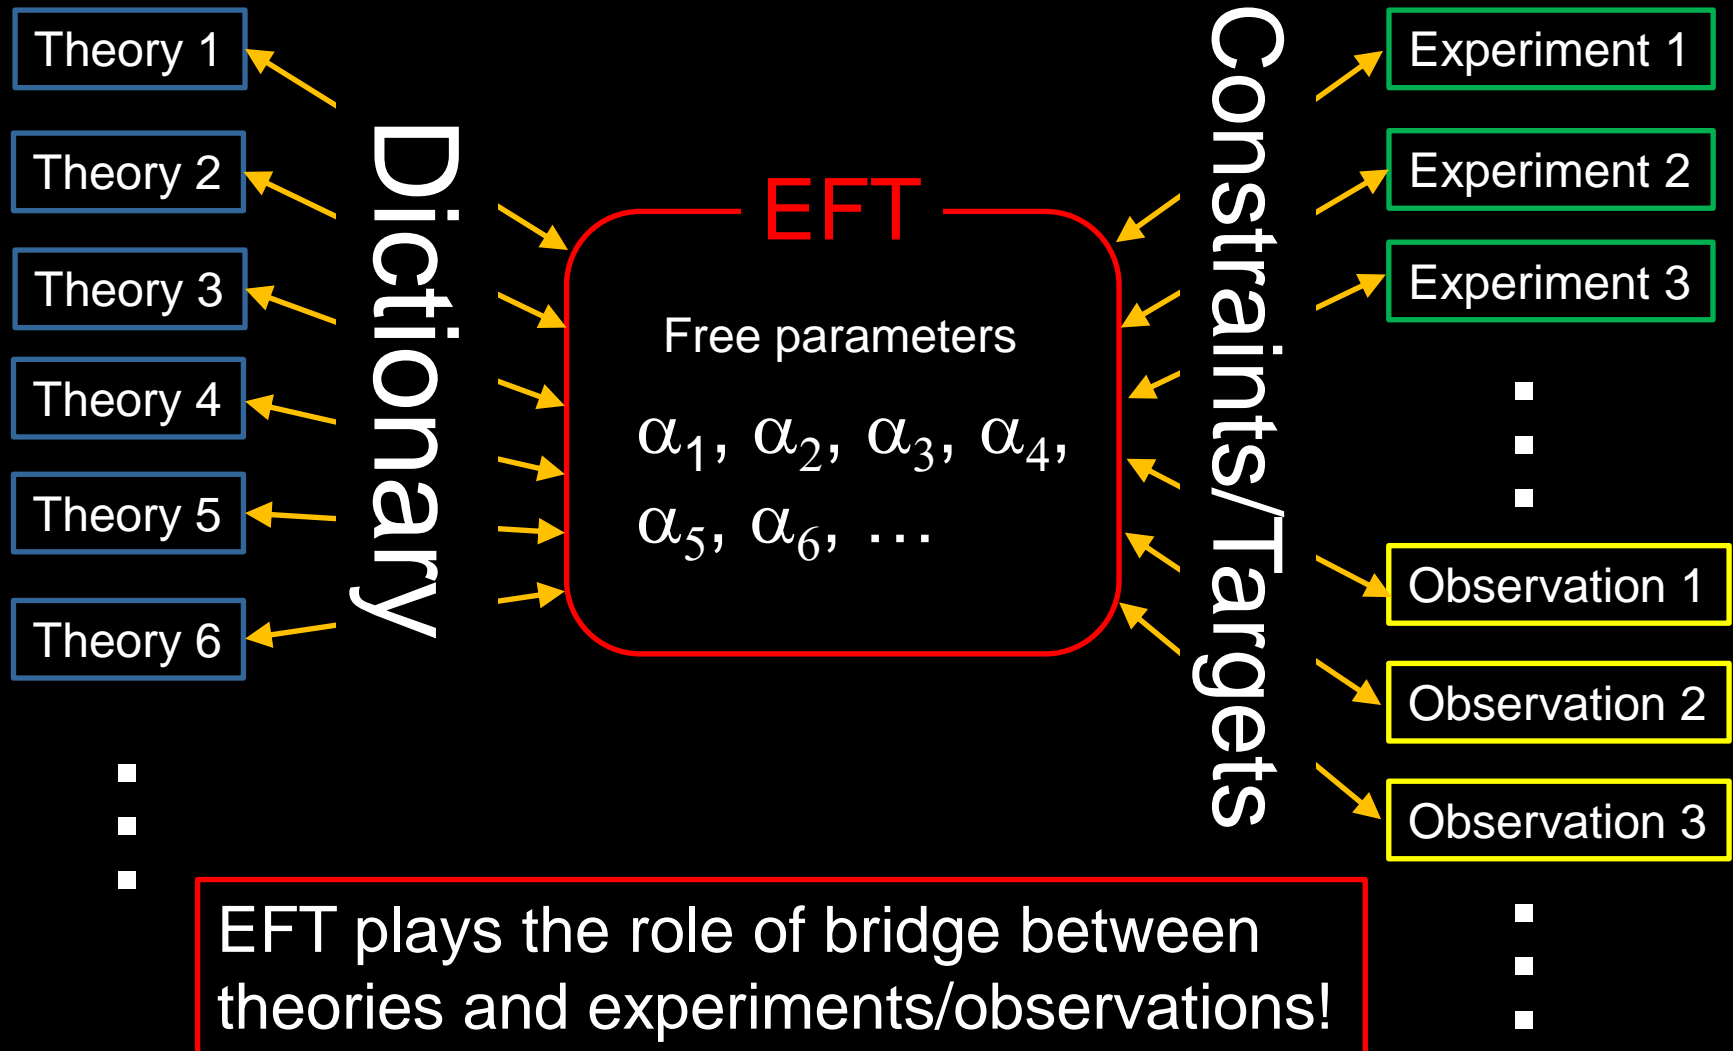 Theory 1
Theory 2
Theory 3
Theory 4
Theory 5
Theory 6
Dictionary
EFT
Free parameters
α₁, α₂, α₃, α₄,
α₅, α₆, …
Constraints/Targets
Experiment 1
Experiment 2
Experiment 3
Observation 1
Observation 2
Observation 3
EFT plays the role of bridge between
theories and experiments/observations!